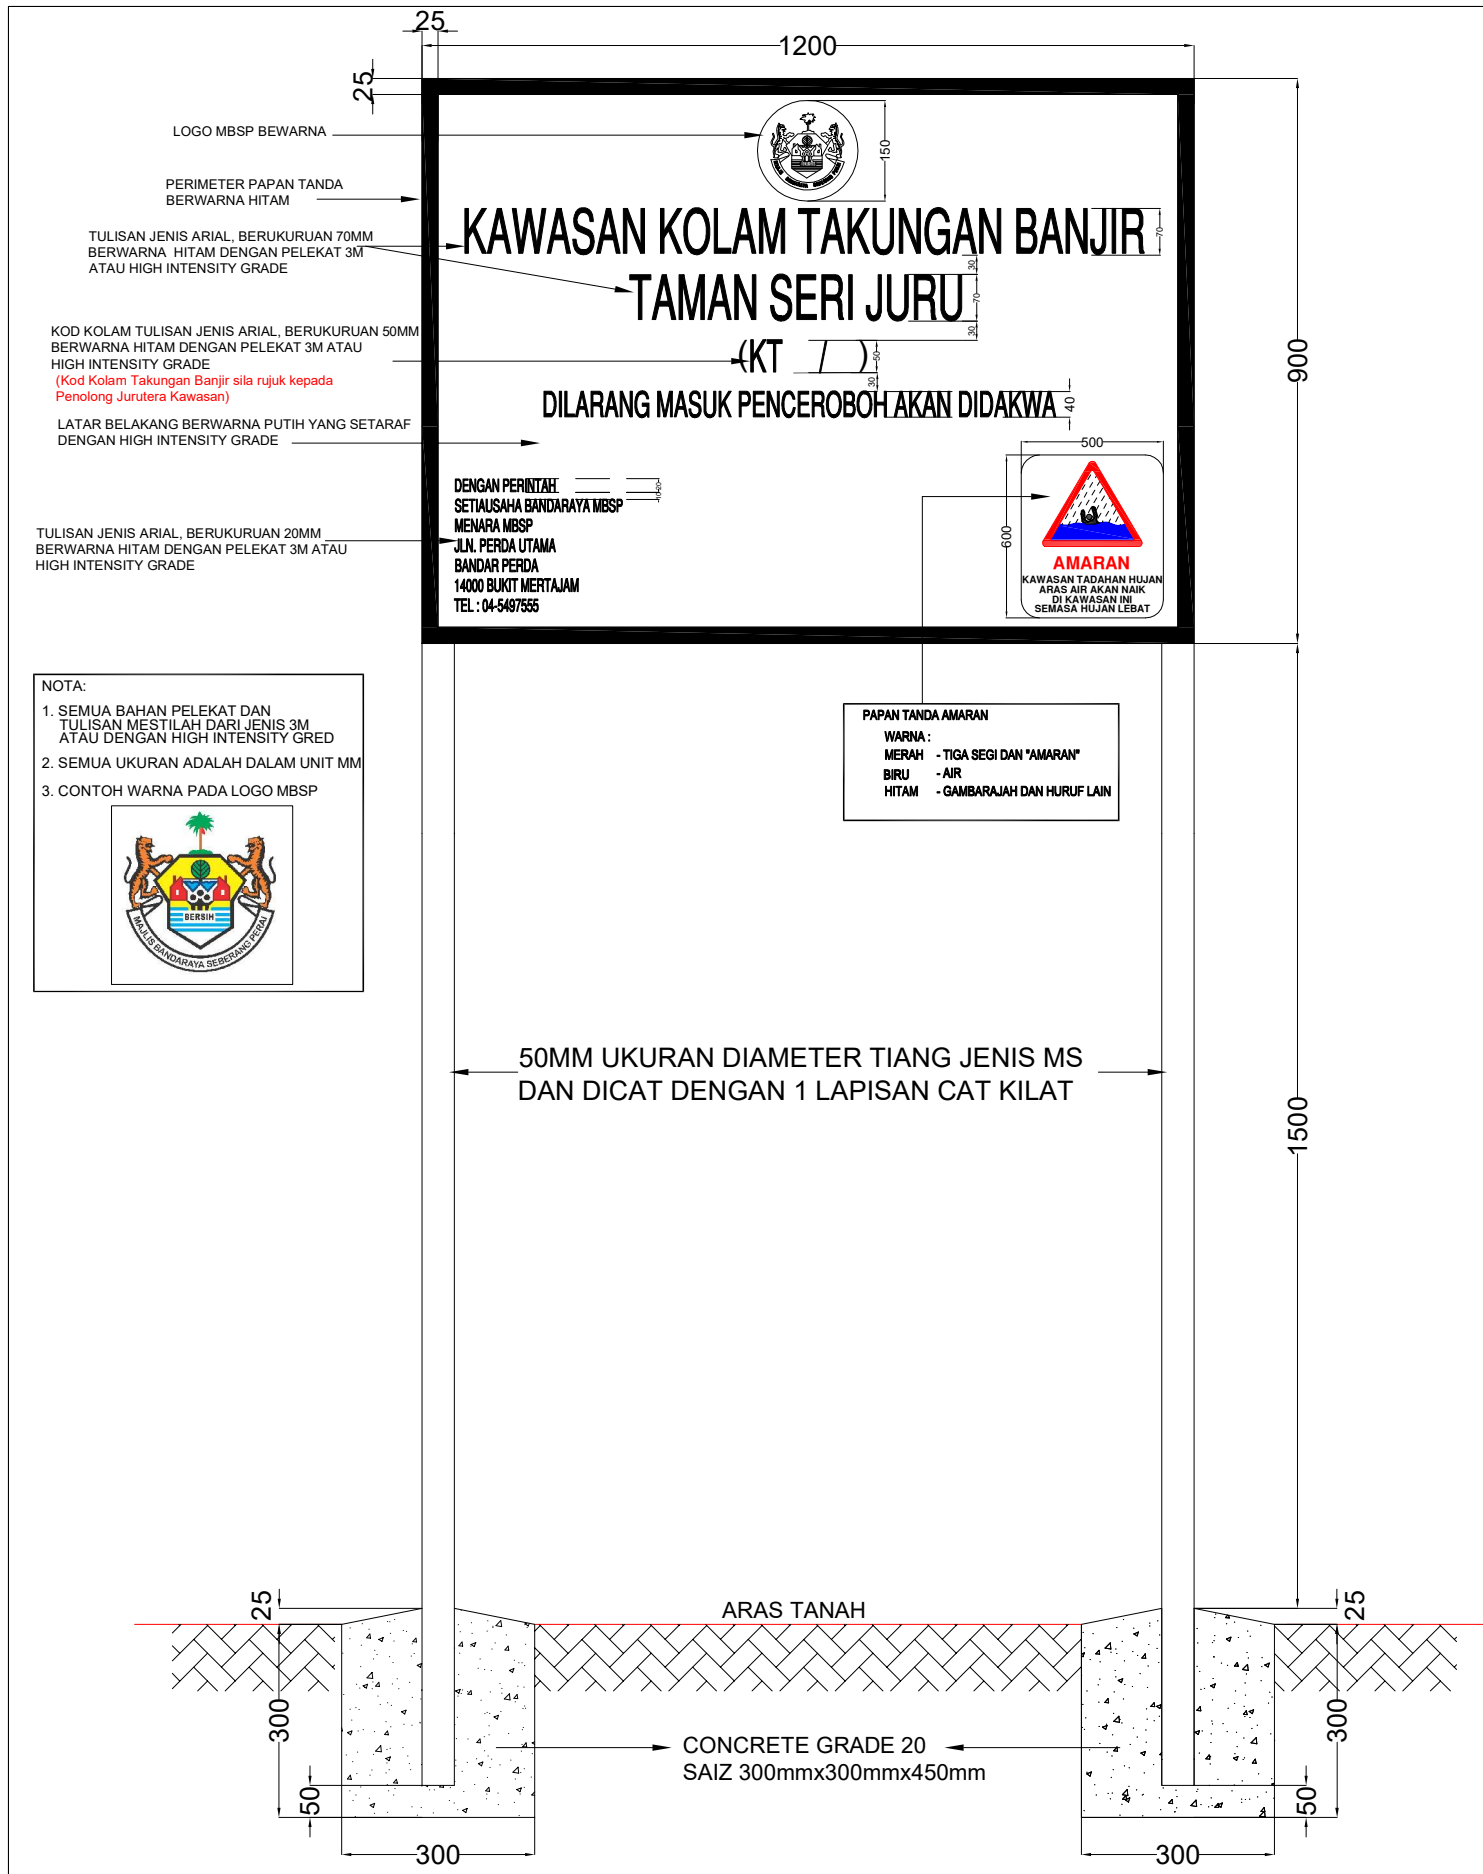 25
1200
25
LOGO MBSP BEWARNA
150
PERIMETER PAPAN TANDA
BERWARNA HITAM
KAWASAN KOLAM TAKUNGAN BANJIR
70
TULISAN JENIS ARIAL, BERUKURUAN 70MM
BERWARNA HITAM DENGAN PELEKAT 3M
ATAU HIGH INTENSITY GRADE
30
TAMAN SERI JURU
70
30
KOD KOLAM TULISAN JENIS ARIAL, BERUKURUAN 50MM
BERWARNA HITAM DENGAN PELEKAT 3M ATAU
HIGH INTENSITY GRADE
(Kod Kolam Takungan Banjir sila rujuk kepada
Penolong Jurutera Kawasan)
(KT / )
50
30
900
DILARANG MASUK PENCEROBOH AKAN DIDAKWA
40
LATAR BELAKANG BERWARNA PUTIH YANG SETARAF
DENGAN HIGH INTENSITY GRADE
500
600
DENGAN PERINTAH
20
10
SETIAUSAHA BANDARAYA MBSP
MENARA MBSP
JLN. PERDA UTAMA
BANDAR PERDA
14000 BUKIT MERTAJAM
TEL : 04-5497555
TULISAN JENIS ARIAL, BERUKURUAN 20MM
BERWARNA HITAM DENGAN PELEKAT 3M ATAU
HIGH INTENSITY GRADE
AMARAN
KAWASAN TADAHAN HUJAN
ARAS AIR AKAN NAIK
DI KAWASAN INI
SEMASA HUJAN LEBAT
NOTA:
1. SEMUA BAHAN PELEKAT DAN
TULISAN MESTILAH DARI JENIS 3M
ATAU DENGAN HIGH INTENSITY GRED
2. SEMUA UKURAN ADALAH DALAM UNIT MM
3. CONTOH WARNA PADA LOGO MBSP
BERSIH
MAJLIS BANDARAYA SEBERANG PERAI
PAPAN TANDA AMARAN
WARNA :
MERAH - TIGA SEGI DAN "AMARAN"
BIRU - AIR
HITAM - GAMBARAJAH DAN HURUF LAIN
50MM UKURAN DIAMETER TIANG JENIS MS
DAN DICAT DENGAN 1 LAPISAN CAT KILAT
1500
25
ARAS TANAH
25
300
300
CONCRETE GRADE 20
SAIZ 300mmx300mmx450mm
50
50
300
300